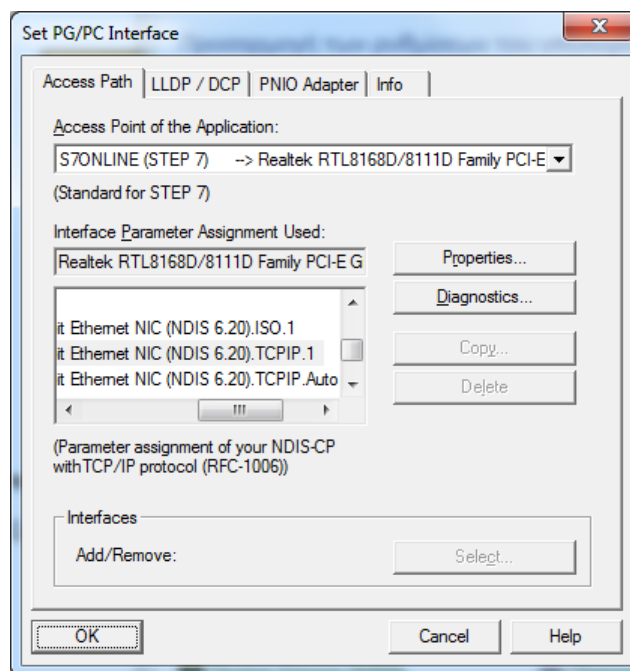 Set PG/PC Interface
Access Path
LLDP / DCP
PNIO Adapter
Info
Access Point of the Application:
S7ONLINE (STEP 7) --> Realtek RTL8168D/8111D Family PCI-E
(Standard for STEP 7)
Interface Parameter Assignment Used:
Realtek RTL8168D/8111D Family PCI-E G
Properties...
Diagnostics...
it Ethernet NIC (NDIS 6.20).ISO.1
it Ethernet NIC (NDIS 6.20).TCPIP.1
it Ethernet NIC (NDIS 6.20).TCPIP.Auto
Copy...
Delete
(Parameter assignment of your NDIS-CP
with TCP/IP protocol (RFC-1006))
Interfaces
Add/Remove:
Select...
OK
Cancel
Help